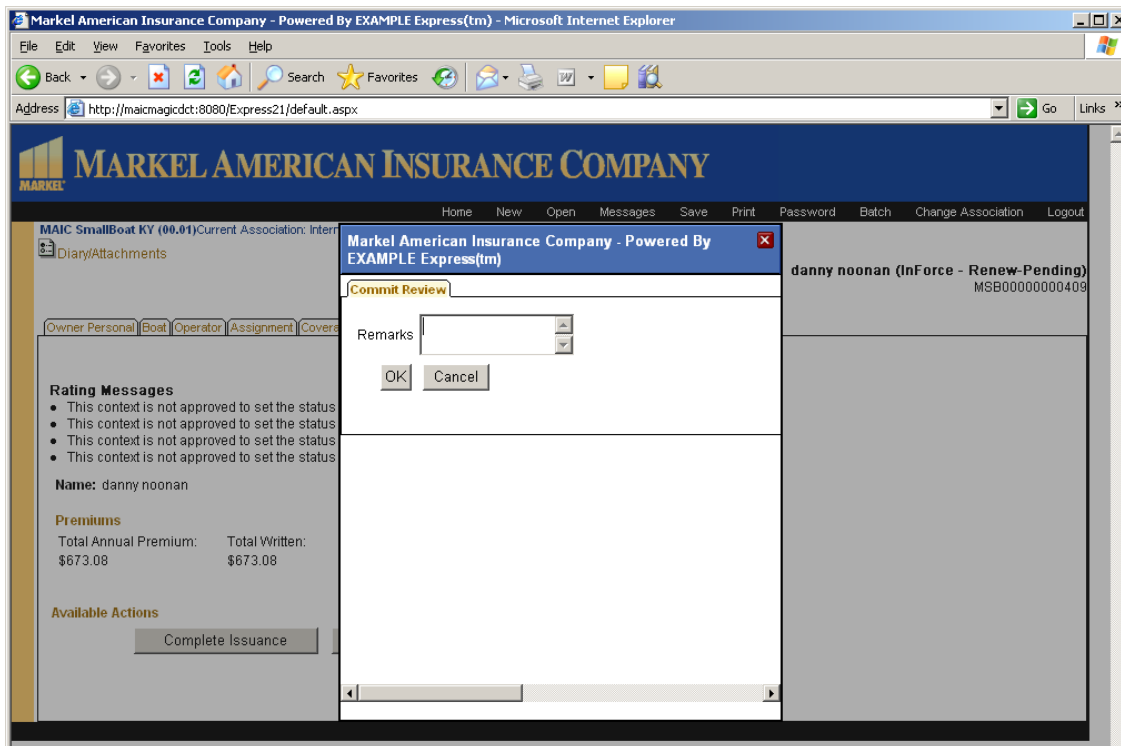 Markel American Insurance Company - Powered By EXAMPLE Express(tm) - Microsoft Internet Explorer
File Edit View Favorites Tools Help
Back Search Favorites
Address http://maicmagicdct:8080/Express21/default.aspx Go Links »
MARKEL AMERICAN INSURANCE COMPANY
MARKEL
Home New Open Messages Save Print Password Batch Change Association Logout
MAIC SmallBoat KY (00.01)Current Association: Intern
Diary/Attachments
danny noonan (InForce - Renew-Pending)
MSB00000000409
Owner Personal Boat Operator Assignment Covera
Rating Messages
• This context is not approved to set the status
• This context is not approved to set the status
• This context is not approved to set the status
• This context is not approved to set the status
Name: danny noonan
Premiums
Total Annual Premium: Total Written:
$673.08 $673.08
Available Actions
Complete Issuance
Markel American Insurance Company - Powered By
EXAMPLE Express(tm)
Commit Review
Remarks
OK Cancel